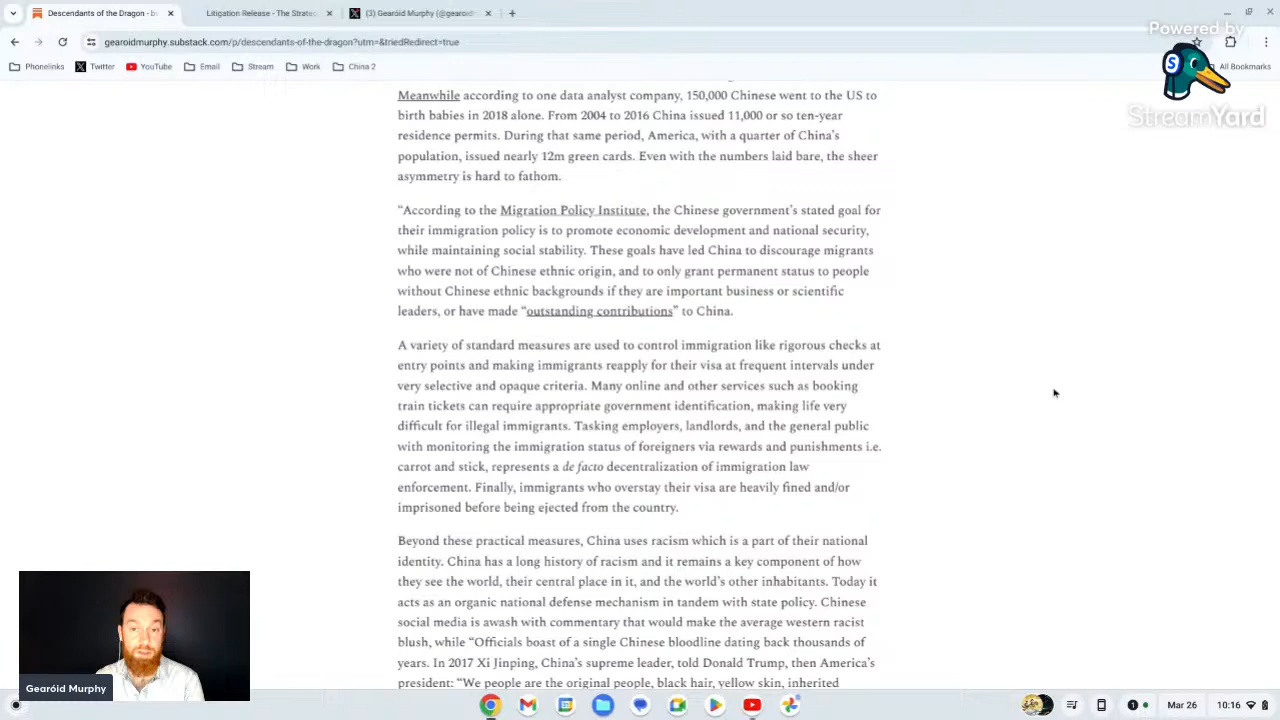 Descendants of the Dragon - b
Litigation Release - The Strate
(3) Gearóid Murphy (@gearoid
gearoidmurphy.substack.com/p/descendants-of-the-dragon?utm=&triedRedirect=true
Phonelinks
Twitter
YouTube
Email
Stream
Work
China 2
All Bookmarks
Powered by
S
StreamYard
Meanwhile according to one data analyst company, 150,000 Chinese went to the US to
birth babies in 2018 alone. From 2004 to 2016 China issued 11,000 or so ten-year
residence permits. During that same period, America, with a quarter of China's
population, issued nearly 12m green cards. Even with the numbers laid bare, the sheer
asymmetry is hard to fathom.
“According to the Migration Policy Institute, the Chinese government's stated goal for
their immigration policy is to promote economic development and national security,
while maintaining social stability. These goals have led China to discourage migrants
who were not of Chinese ethnic origin, and to only grant permanent status to people
without Chinese ethnic backgrounds if they are important business or scientific
leaders, or have made “outstanding contributions” to China.
A variety of standard measures are used to control immigration like rigorous checks at
entry points and making immigrants reapply for their visa at frequent intervals under
very selective and opaque criteria. Many online and other services such as booking
train tickets can require appropriate government identification, making life very
difficult for illegal immigrants. Tasking employers, landlords, and the general public
with monitoring the immigration status of foreigners via rewards and punishments i.e.
carrot and stick, represents a de facto decentralization of immigration law
enforcement. Finally, immigrants who overstay their visa are heavily fined and/or
imprisoned before being ejected from the country.
Beyond these practical measures, China uses racism which is a part of their national
identity. China has a long history of racism and it remains a key component of how
they see the world, their central place in it, and the world's other inhabitants. Today it
acts as an organic national defense mechanism in tandem with state policy. Chinese
social media is awash with commentary that would make the average western racist
blush, while “Officials boast of a single Chinese bloodline dating back thousands of
years. In 2017 Xi Jinping, China's supreme leader, told Donald Trump, then America's
president: “We people are the original people, black hair, yellow skin, inherited
Gearóid Murphy
Mar 26
10:16